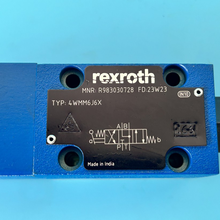 rexroth
MNR: R983030728 FD:23W23
TYP: 4WMM6J6X
A B
P T
Made in India